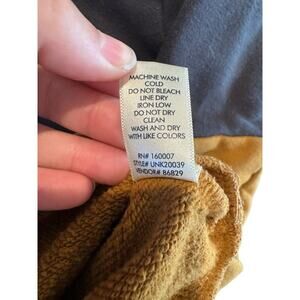 MACHINE WASH
COLD
DO NOT BLEACH
LINE DRY
IRON LOW
DO NOT DRY
CLEAN
WASH AND DRY
WITH LIKE COLORS
RN# 160007
STYLE# UNK20039
VENDOR# 86829